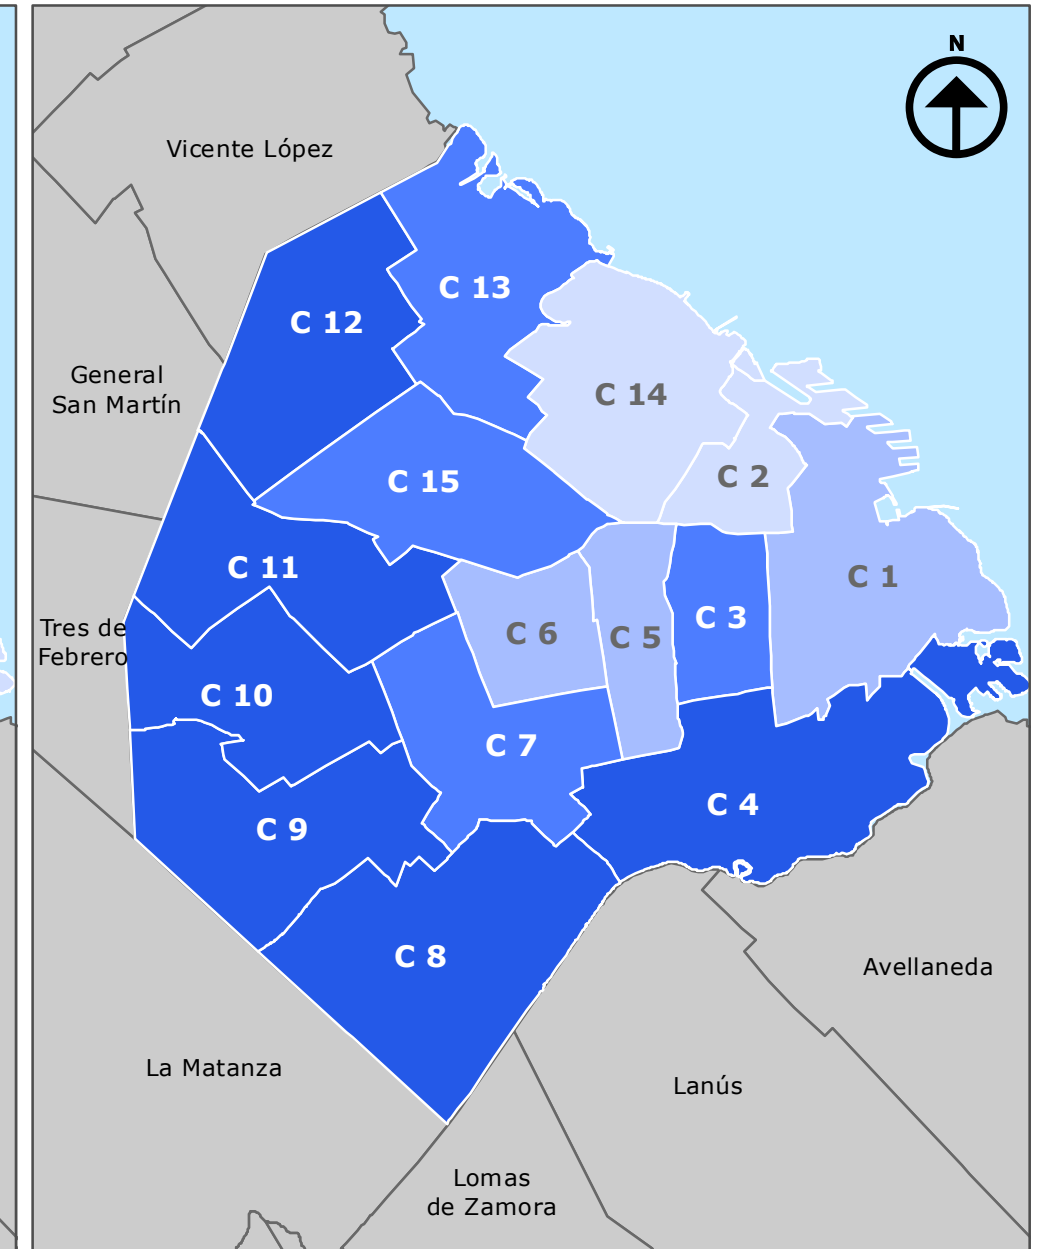 N
Vicente López
C 13
C 12
General
San Martín
C 14
C 15
C 2
C 11
C 1
Tres de
Febrero
C 6
C 5
C 3
C 10
C 7
C 4
C 9
C 8
Avellaneda
La Matanza
Lanús
Lomas
de Zamora